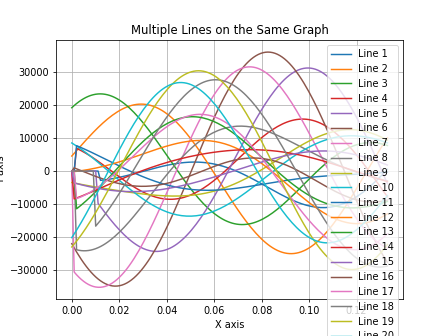 Multiple Lines on the Same Graph
30000
20000
10000
0
−10000
−20000
−30000
0.00
0.02
0.04
0.06
0.08
0.10
X axis
Line 1
Line 2
Line 3
Line 4
Line 5
Line 6
Line 7
Line 8
Line 9
Line 10
Line 11
Line 12
Line 13
Line 14
Line 15
Line 16
Line 17
Line 18
Line 19
Line 20